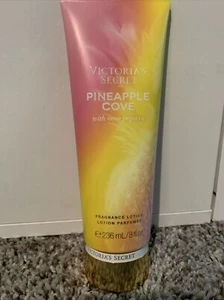 VICTORIA'S
SECRET
PINEAPPLE
COVE
FRAGRANCE LOTION
LOTION PARFUMÉE
e 236 mL/8 fl oz
VICTORIA'S SECRET